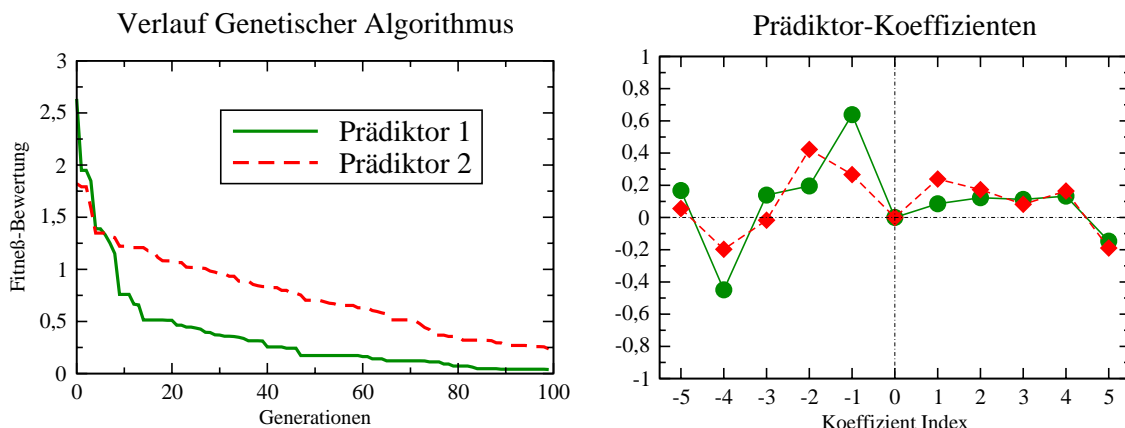 Verlauf Genetischer Algorithmus
Fitneß-Bewertung
3
2,5
2
1,5
1
0,5
0
0 20 40 60 80 100
Generationen
Prädiktor 1
Prädiktor 2
Prädiktor-Koeffizienten
1
0,8
0,6
0,4
0,2
0
-0,2
-0,4
-0,6
-0,8
-1
-5 -4 -3 -2 -1 0 1 2 3 4 5
Koeffizient Index